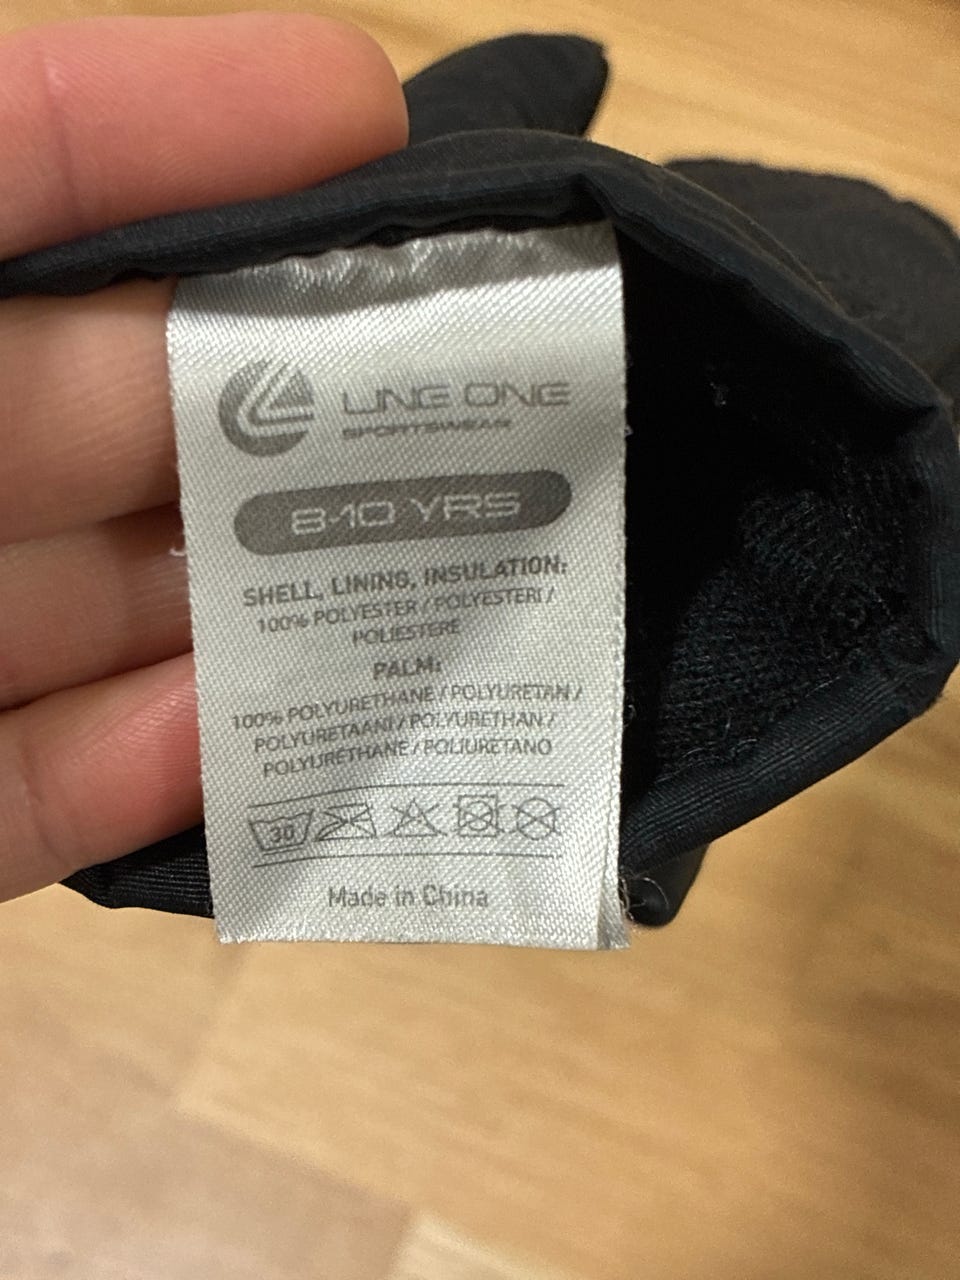 LINE ONE
SPORTSWEAR
8-10 YRS
SHELL, LINING, INSULATION:
100% POLYESTER / POLYESTERI /
POLIESTERE
PALM:
100% POLYURETHANE / POLYURETAN /
POLYURETAANI / POLYURETHAN /
POLYURÉTHANE / POLIURETANO
30
Made in China